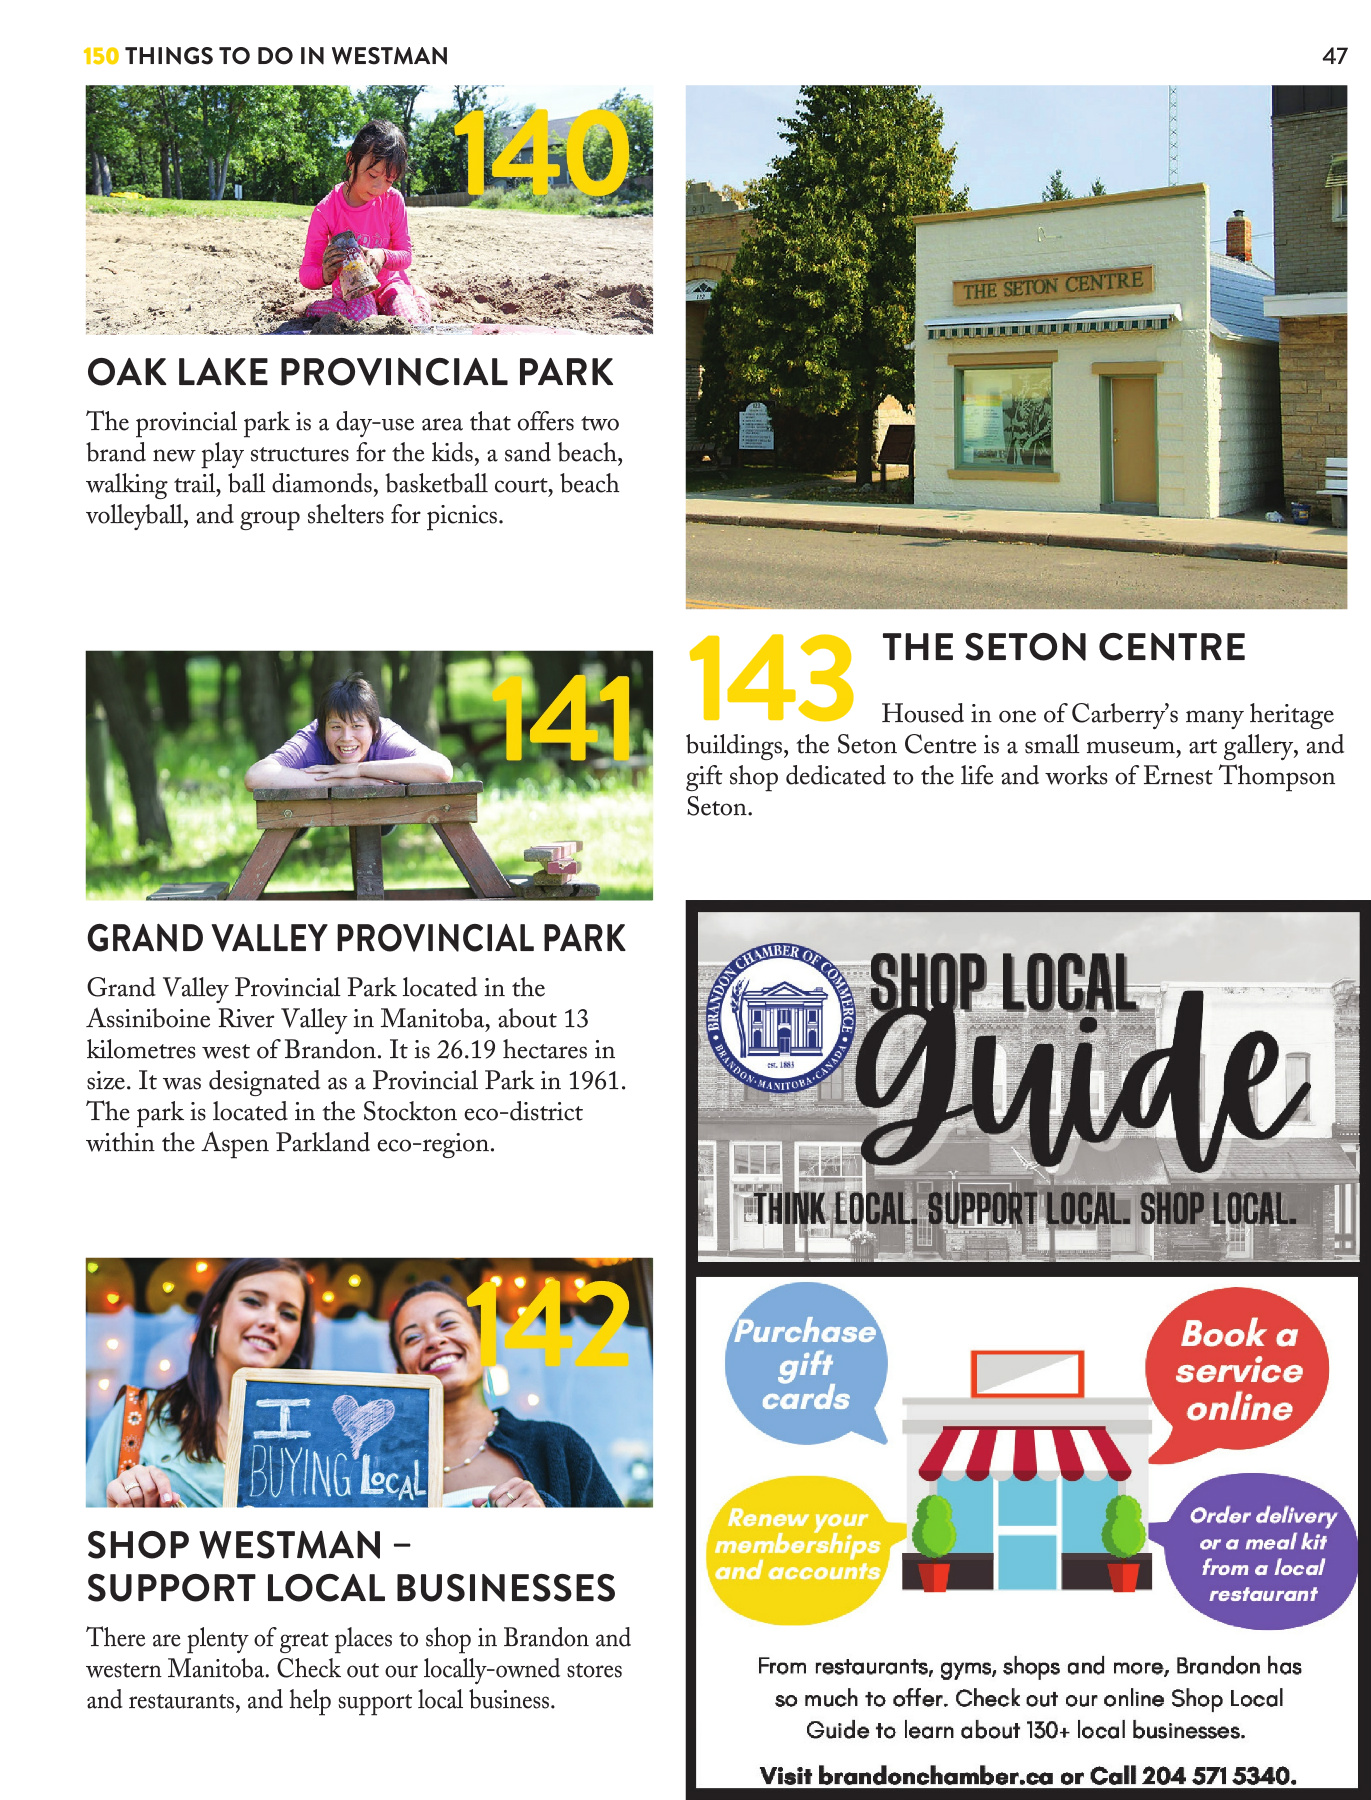 150 THINGS TO DO IN WESTMAN
47
140
OAK LAKE PROVINCIAL PARK
The provincial park is a day-use area that offers two
brand new play structures for the kids, a sand beach,
walking trail, ball diamonds, basketball court, beach
volleyball, and group shelters for picnics.
141
GRAND VALLEY PROVINCIAL PARK
Grand Valley Provincial Park located in the
Assiniboine River Valley in Manitoba, about 13
kilometres west of Brandon. It is 26.19 hectares in
size. It was designated as a Provincial Park in 1961.
The park is located in the Stockton eco-district
within the Aspen Parkland eco-region.
142
I
BUYING LOCAL
SHOP WESTMAN –
SUPPORT LOCAL BUSINESSES
There are plenty of great places to shop in Brandon and
western Manitoba. Check out our locally-owned stores
and restaurants, and help support local business.
THE SETON CENTRE
143
THE SETON CENTRE
Housed in one of Carberry's many heritage
buildings, the Seton Centre is a small museum, art gallery, and
gift shop dedicated to the life and works of Ernest Thompson
Seton.
BRANDON CHAMBER OF COMMERCE
est. 1883
BRANDON • MANITOBA • CANADA
SHOP LOCAL
guide
THINK LOCAL. SUPPORT LOCAL. SHOP LOCAL.
Purchase
gift
cards
Book a
service
online
Renew your
memberships
and accounts
Order delivery
or a meal kit
from a local
restaurant
From restaurants, gyms, shops and more, Brandon has
so much to offer. Check out our online Shop Local
Guide to learn about 130+ local businesses.
Visit brandonchamber.ca or Call 204 571 5340.